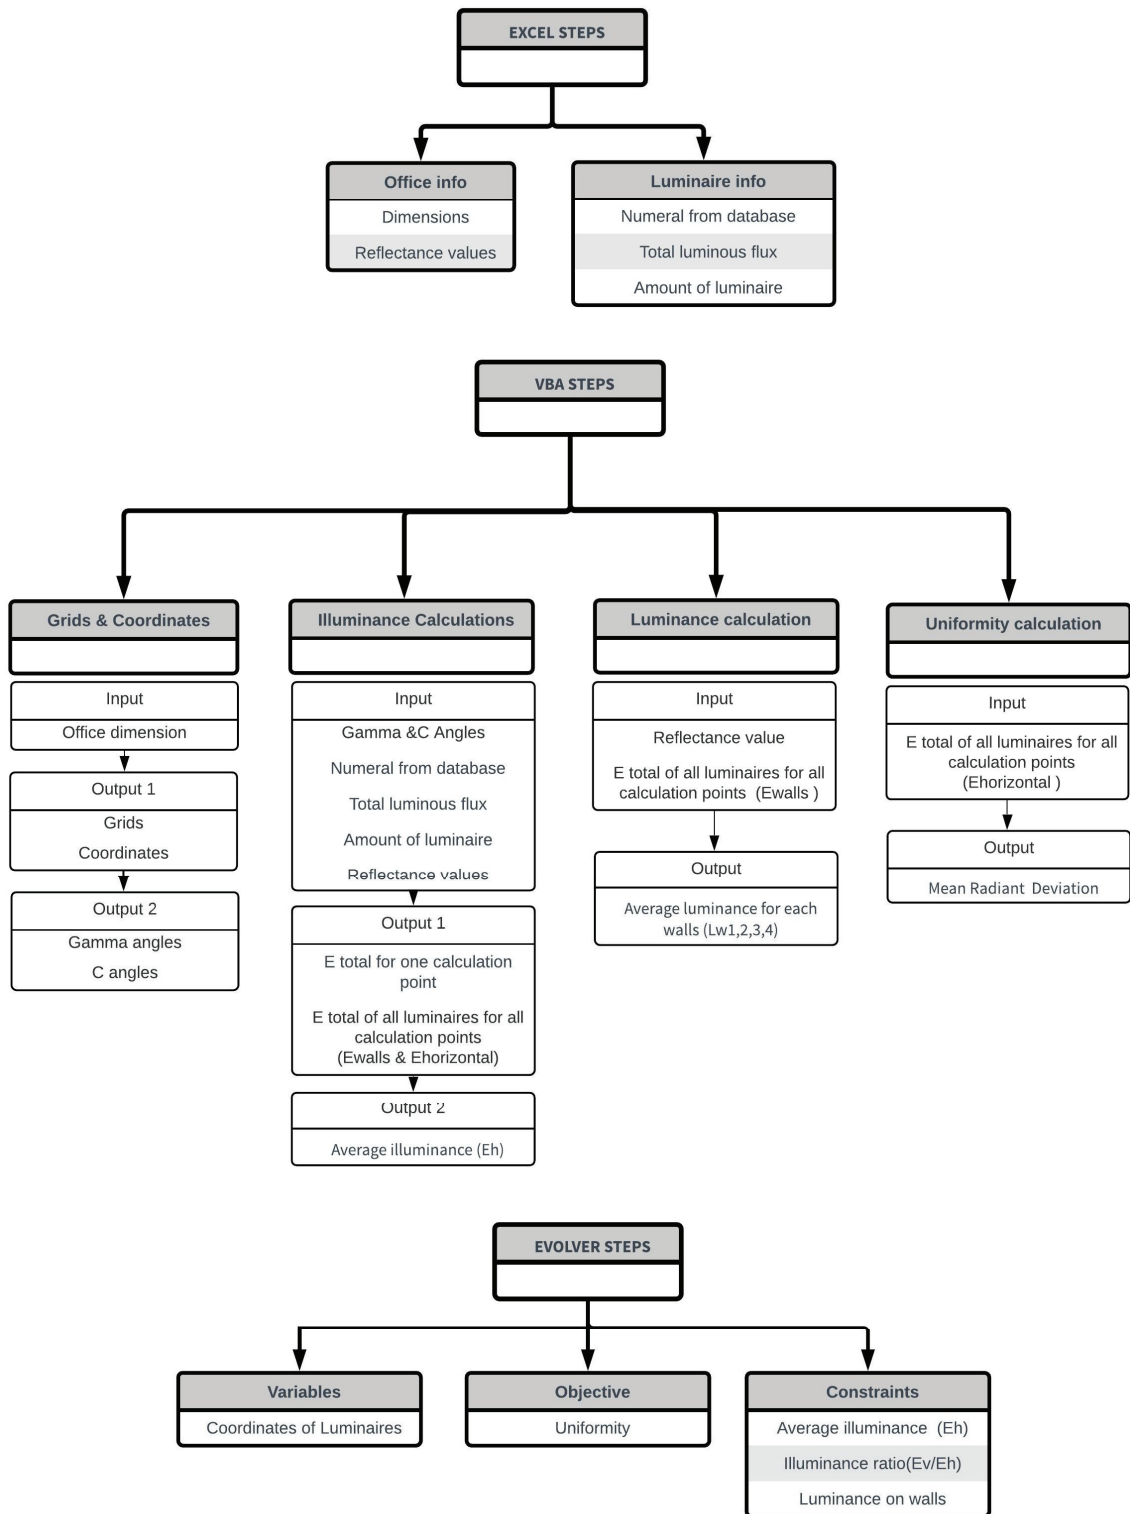 EXCEL STEPS
Office info
Dimensions
Reflectance values
Luminaire info
Numeral from database
Total luminous flux
Amount of luminaire
VBA STEPS
Grids & Coordinates
Input
Office dimension
Output 1
Grids
Coordinates
Output 2
Gamma angles
C angles
Illuminance Calculations
Input
Gamma &C Angles
Numeral from database
Total luminous flux
Amount of luminaire
Reflectance values
Output 1
E total for one calculation
point
E total of all luminaires for all
calculation points
(Ewalls & Ehorizontal)
Output 2
Average illuminance (Eh)
Luminance calculation
Input
Reflectance value
E total of all luminaires for all
calculation points (Ewalls )
Output
Average luminance for each
walls (Lw1,2,3,4)
Uniformity calculation
Input
E total of all luminaires for all
calculation points
(Ehorizontal )
Output
Mean Radiant Deviation
EVOLVER STEPS
Variables
Coordinates of Luminaires
Objective
Uniformity
Constraints
Average illuminance (Eh)
Illuminance ratio(Ev/Eh)
Luminance on walls